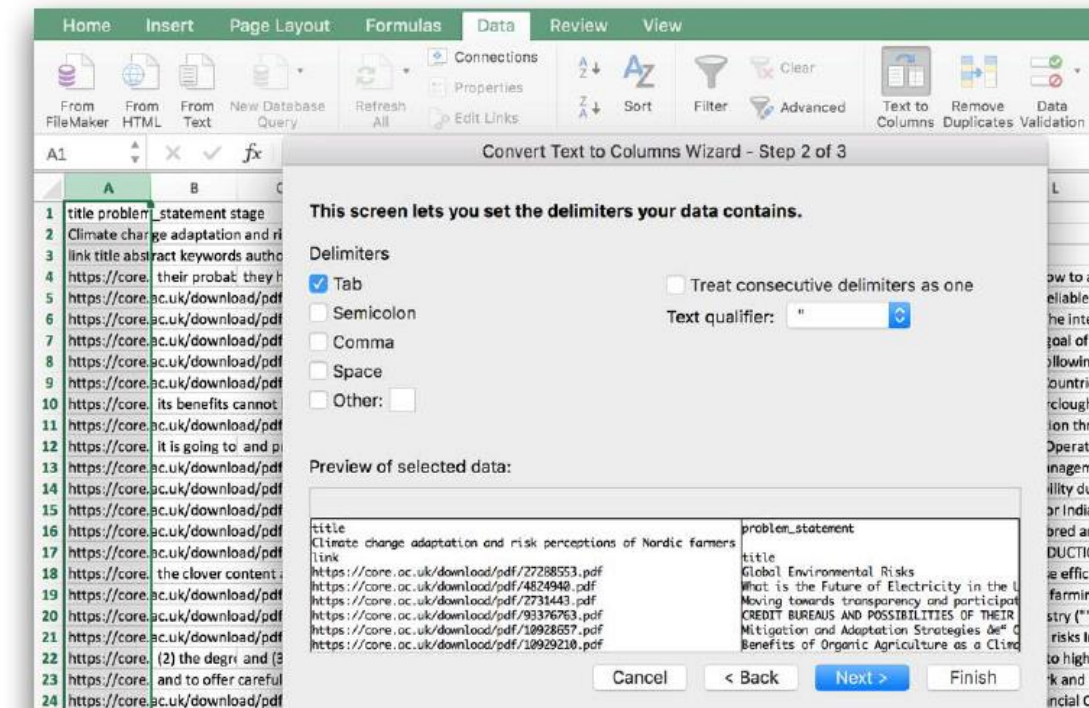 Home Insert Page Layout Formulas Data Review View
Connections
Properties
Edit Links
From FileMaker
From HTML
From Text
New Database Query
Refresh All
Sort
Filter
Clear
Advanced
Text to Columns
Remove Duplicates
Data Validation
A1 fx
Convert Text to Columns Wizard - Step 2 of 3
A B L
This screen lets you set the delimiters your data contains.
Delimiters
Tab
Semicolon
Comma
Space
Other:
Treat consecutive delimiters as one
Text qualifier: "
Preview of selected data:
title problem_statement
Climate change adaptation and risk perceptions of Nordic farmers
link title
https://core.ac.uk/download/pdf/27288553.pdf Global Environmental Risks
https://core.ac.uk/download/pdf/4824940.pdf What is the Future of Electricity in the
https://core.ac.uk/download/pdf/2731443.pdf Moving towards transparency and participat
https://core.ac.uk/download/pdf/93376763.pdf CREDIT BUREAUS AND POSSIBILITIES OF THEIR
https://core.ac.uk/download/pdf/10928657.pdf Mitigation and Adaptation Strategies
https://core.ac.uk/download/pdf/10929210.pdf Benefits of Organic Agriculture as a
Cancel < Back Next > Finish
1 title problem_statement stage
2 Climate change adaptation and ri
3 link title abstract keywords autho
4 https://core. their probab they h
5 https://core.ac.uk/download/pdf
6 https://core.ac.uk/download/pdf
7 https://core.ac.uk/download/pdf
8 https://core.ac.uk/download/pdf
9 https://core.ac.uk/download/pdf
10 https://core. its benefits cannot
11 https://core.ac.uk/download/pdf
12 https://core. it is going to and pr
13 https://core.ac.uk/download/pdf
14 https://core.ac.uk/download/pdf
15 https://core.ac.uk/download/pdf
16 https://core.ac.uk/download/pdf
17 https://core.ac.uk/download/pdf
18 https://core. the clover content
19 https://core.ac.uk/download/pdf
20 https://core.ac.uk/download/pdf
21 https://core.ac.uk/download/pdf
22 https://core. (2) the degre and (3
23 https://core. and to offer careful
24 https://core.ac.uk/download/pdf